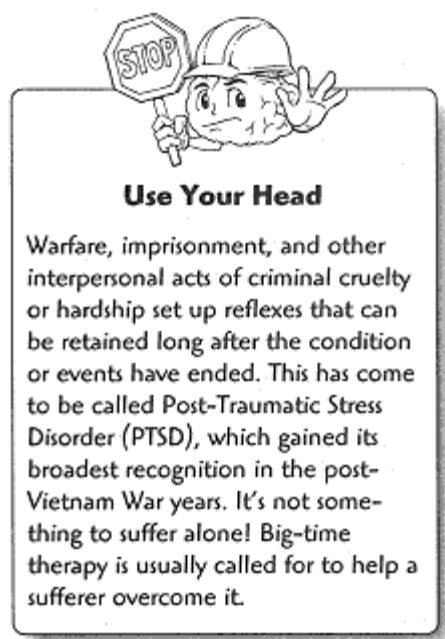 STOP
Use Your Head
Warfare, imprisonment, and other
interpersonal acts of criminal cruelty
or hardship set up reflexes that can
be retained long after the condition
or events have ended. This has come
to be called Post-Traumatic Stress
Disorder (PTSD), which gained its
broadest recognition in the post-
Vietnam War years. It's not some-
thing to suffer alone! Big-time
therapy is usually called for to help a
sufferer overcome it.